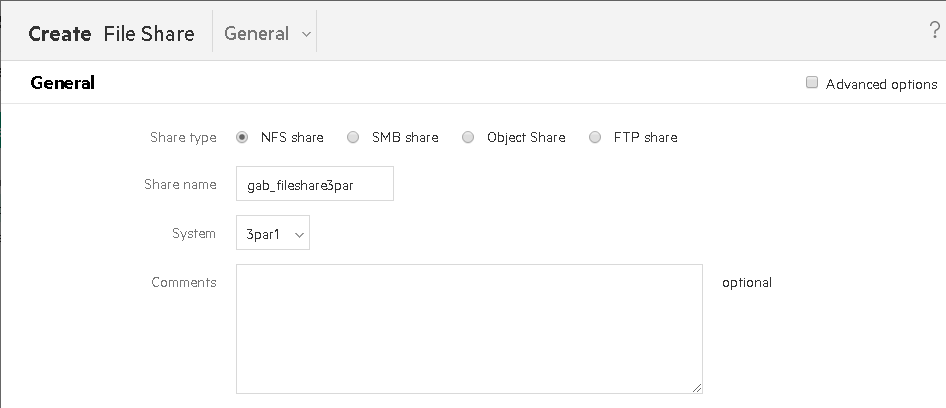 Create File Share General ?
General Advanced options
Share type NFS share SMB share Object Share FTP share
Share name gab_fileshare3par
System 3par1
Comments optional